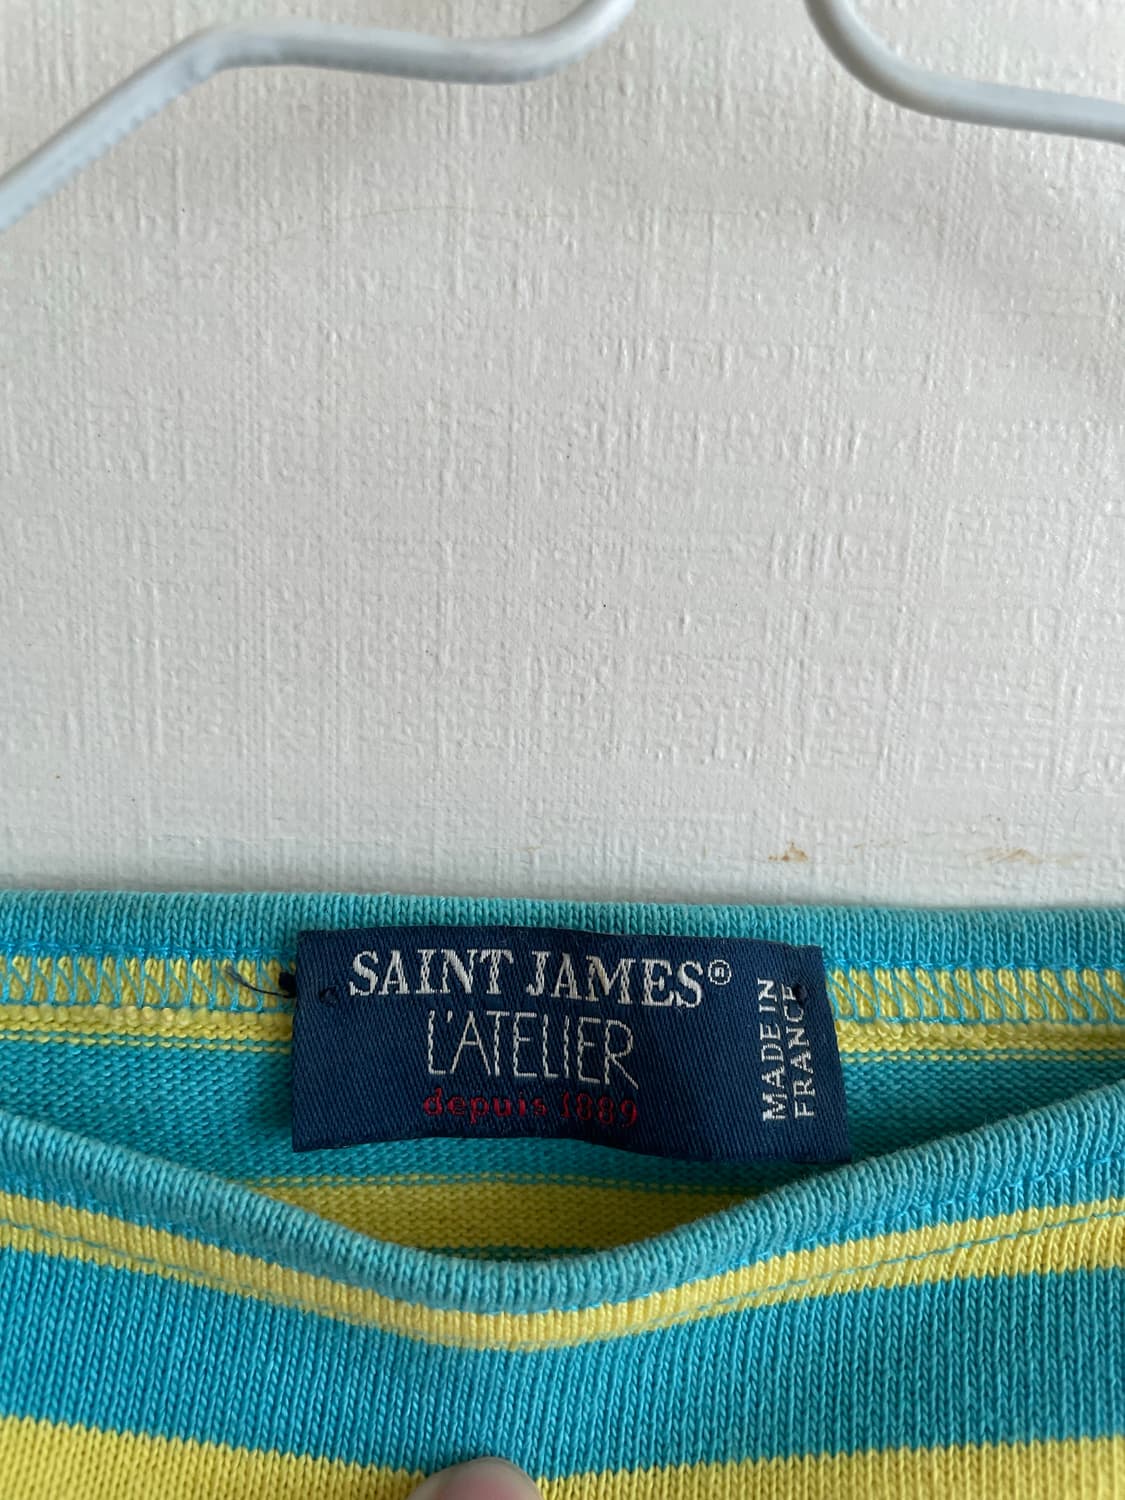 SAINT JAMES®
L'ATELIER
depuis 1889
MADE IN
FRANCE